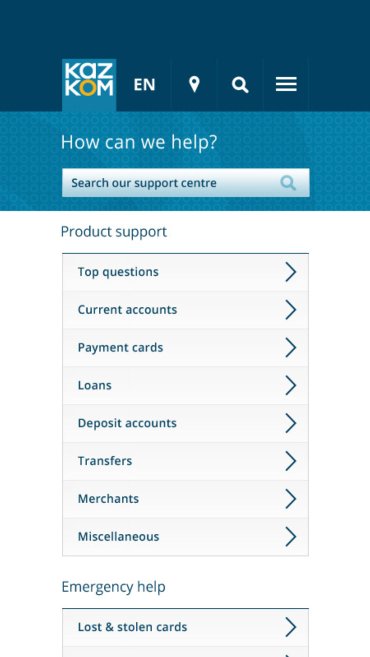 KAZ
KOM
EN
How can we help?
Search our support centre
Product support
Top questions
Current accounts
Payment cards
Loans
Deposit accounts
Transfers
Merchants
Miscellaneous
Emergency help
Lost & stolen cards